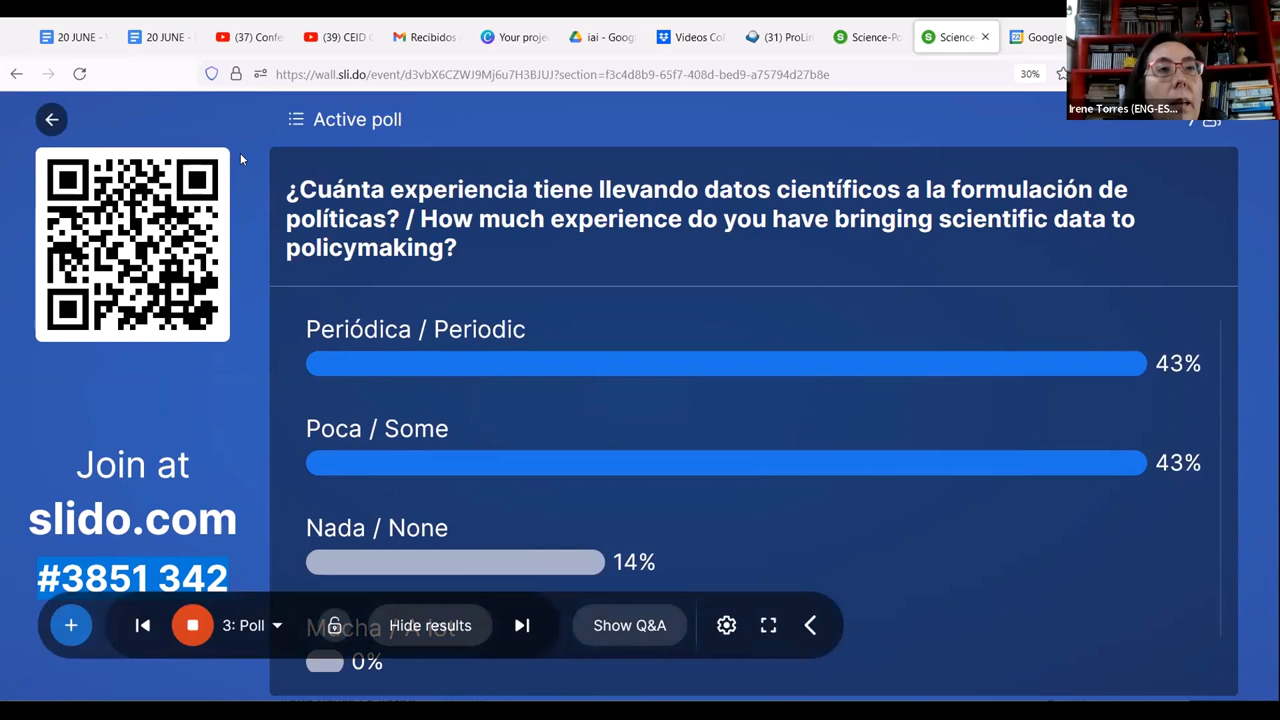 20 JUNE -
20 JUNE -
(37) Confe
(39) CEID
Recibidos
Your proje
iai - Goog
Videos Col
(31) ProLin
Science-Po
Science-
Google
https://wall.sli.do/event/d3vbX6CZWJ9Mj6u7H3BJUJ?section=f3c4d8b9-65f7-408d-bed9-a75794d27b8e
30%
Irene Torres (ENG-ES...
Active poll
¿Cuánta experiencia tiene llevando datos científicos a la formulación de
políticas? / How much experience do you have bringing scientific data to
policymaking?
Periódica / Periodic
43%
Poca / Some
43%
Nada / None
14%
Mucha / A lot
0%
Join at
slido.com
#3851 342
3: Poll
Hide results
Show Q&A